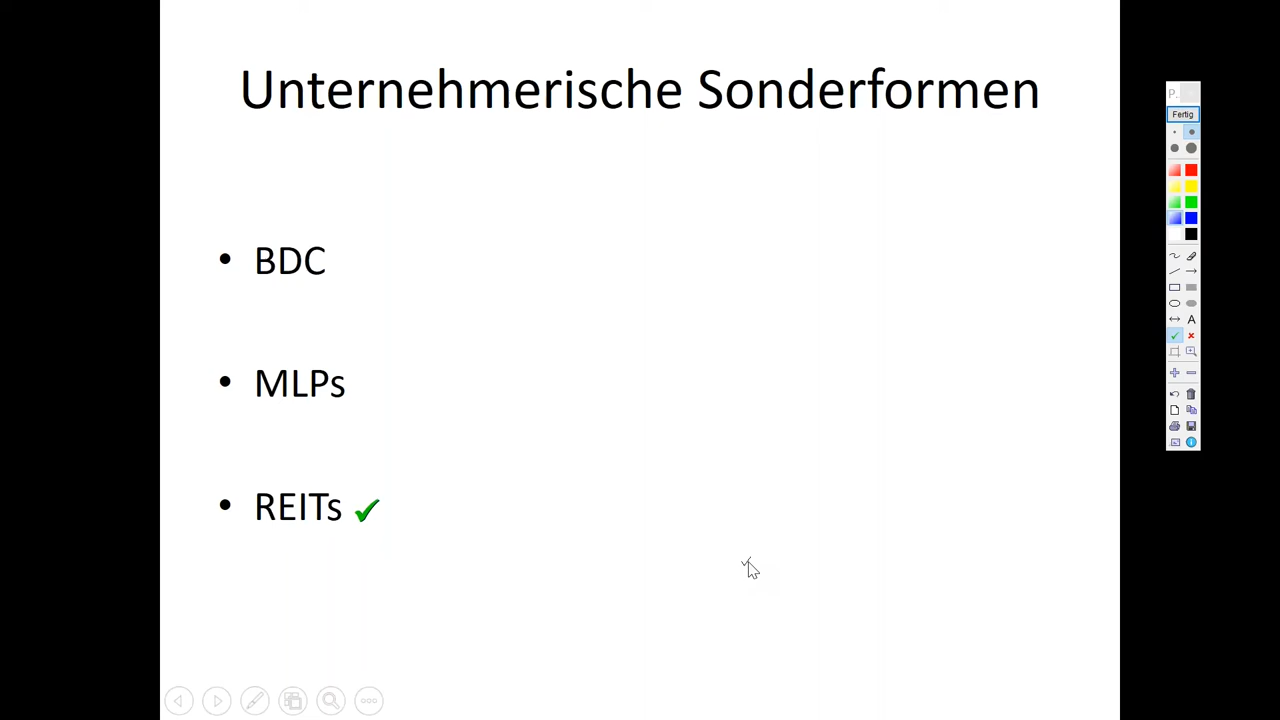 Unternehmerische Sonderformen
• BDC
• MLPs
• REITs ✓
P.
Fertig
A